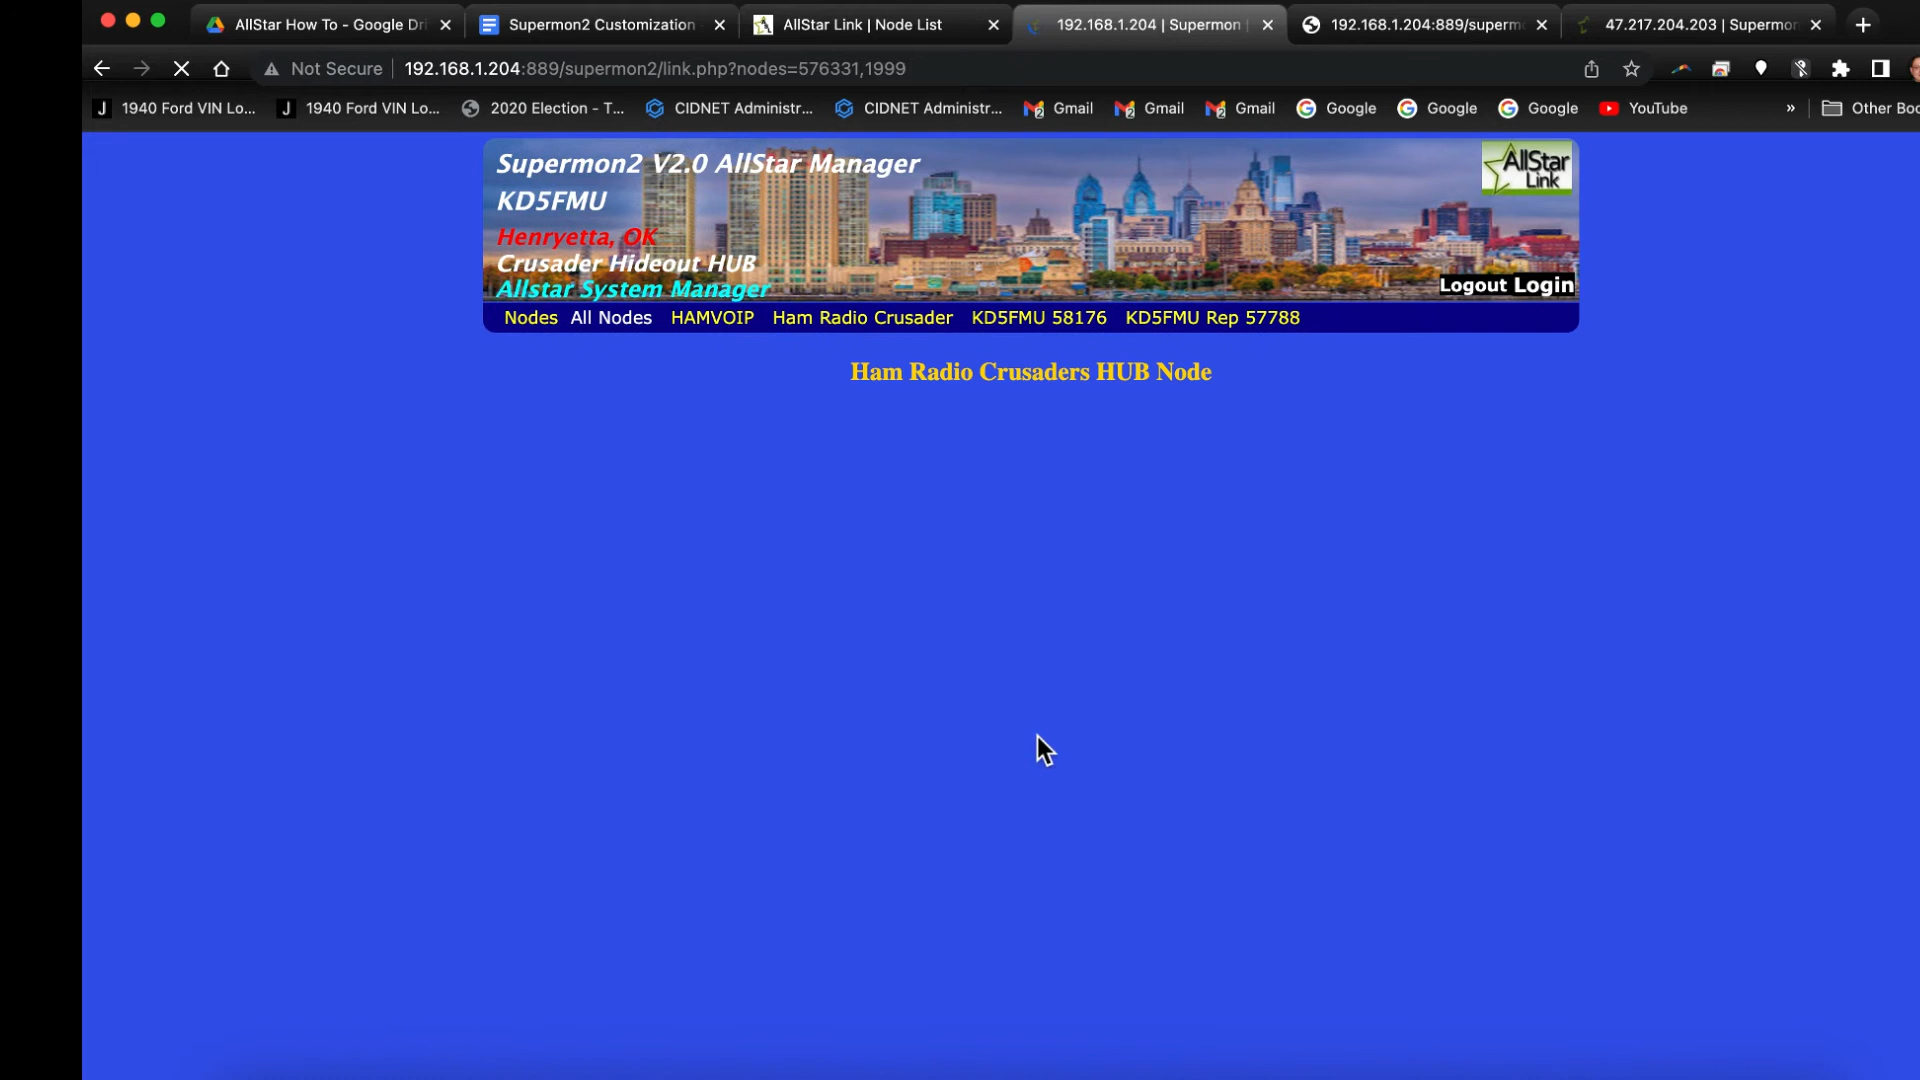 AllStar How To - Google Dri
Supermon2 Customization
AllStar Link | Node List
192.168.1.204 | Supermon
192.168.1.204:889/superm
47.217.204.203 | Supermon
Not Secure
192.168.1.204:889/supermon2/link.php?nodes=576331,1999
1940 Ford VIN Lo...
1940 Ford VIN Lo...
2020 Election - T...
CIDNET Administr...
CIDNET Administr...
Gmail
Gmail
Gmail
Google
Google
Google
YouTube
»
Other Boo
Supermon2 V2.0 AllStar Manager
KD5FMU
Henryetta, OK
Crusader Hideout HUB
Allstar System Manager
AllStar
Link
Logout Login
Nodes All Nodes HAMVOIP Ham Radio Crusader KD5FMU 58176 KD5FMU Rep 57788
Ham Radio Crusaders HUB Node